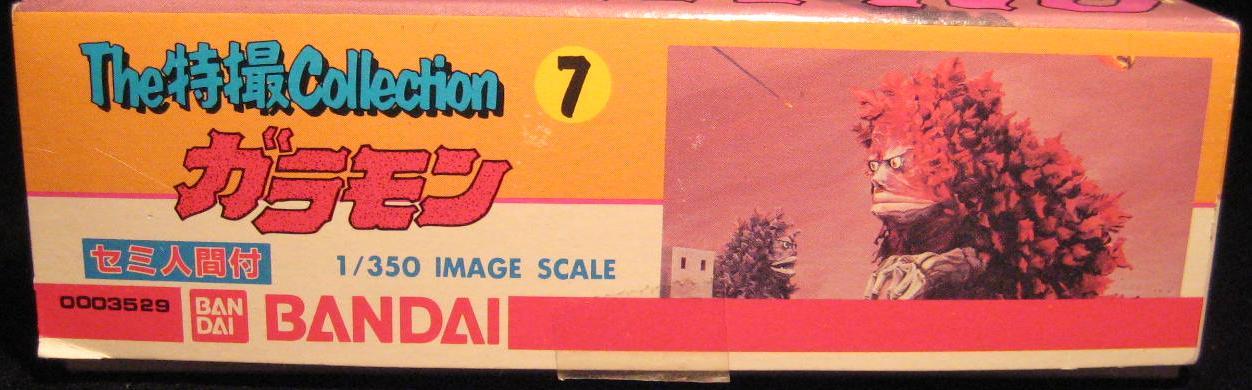 The特撮Collection 7
ガラモン
セミ人間付
1/350 IMAGE SCALE
0003529
BAN
DAI
BANDAI